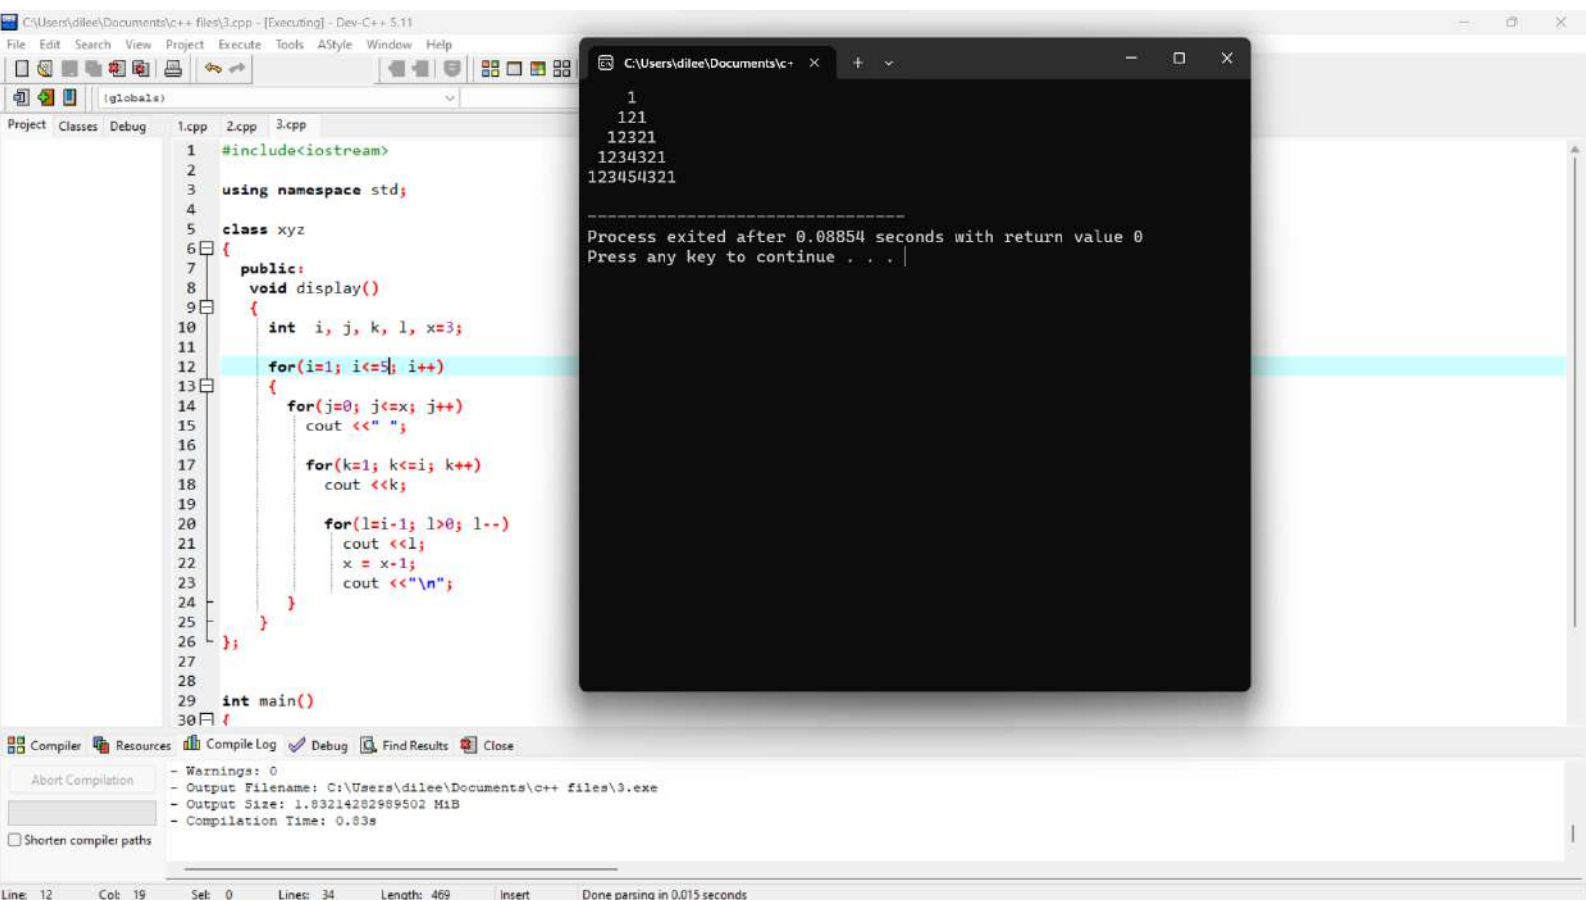 C:\Users\dilee\Documents\c++ files\3.cpp - [Executing] - Dev-C++ 5.11
File Edit Search View Project Execute Tools AStyle Window Help
(globals)
Project Classes Debug 1.cpp 2.cpp 3.cpp
1 #include<iostream>
2
3 using namespace std;
4
5 class xyz
6 {
7 public:
8 void display()
9 {
10 int i, j, k, l, x=3;
11
12 for(i=1; i<=5; i++)
13 {
14 for(j=0; j<=x; j++)
15 cout <<" ";
16
17 for(k=1; k<=i; k++)
18 cout <<k;
19
20 for(l=i-1; l>0; l--)
21 cout <<l;
22 x = x-1;
23 cout <<"\n";
24 }
25 }
26 };
27
28
29 int main()
30 {
C:\Users\dilee\Documents\c+
1
121
12321
1234321
123454321
--------------------------------
Process exited after 0.08854 seconds with return value 0
Press any key to continue . . .
Compiler Resources Compile Log Debug Find Results Close
Abort Compilation
Shorten compiler paths
- Warnings: 0
- Output Filename: C:\Users\dilee\Documents\c++ files\3.exe
- Output Size: 1.83214282989502 MiB
- Compilation Time: 0.83s
Line: 12 Col: 19 Sel: 0 Lines: 34 Length: 469 Insert Done parsing in 0.015 seconds